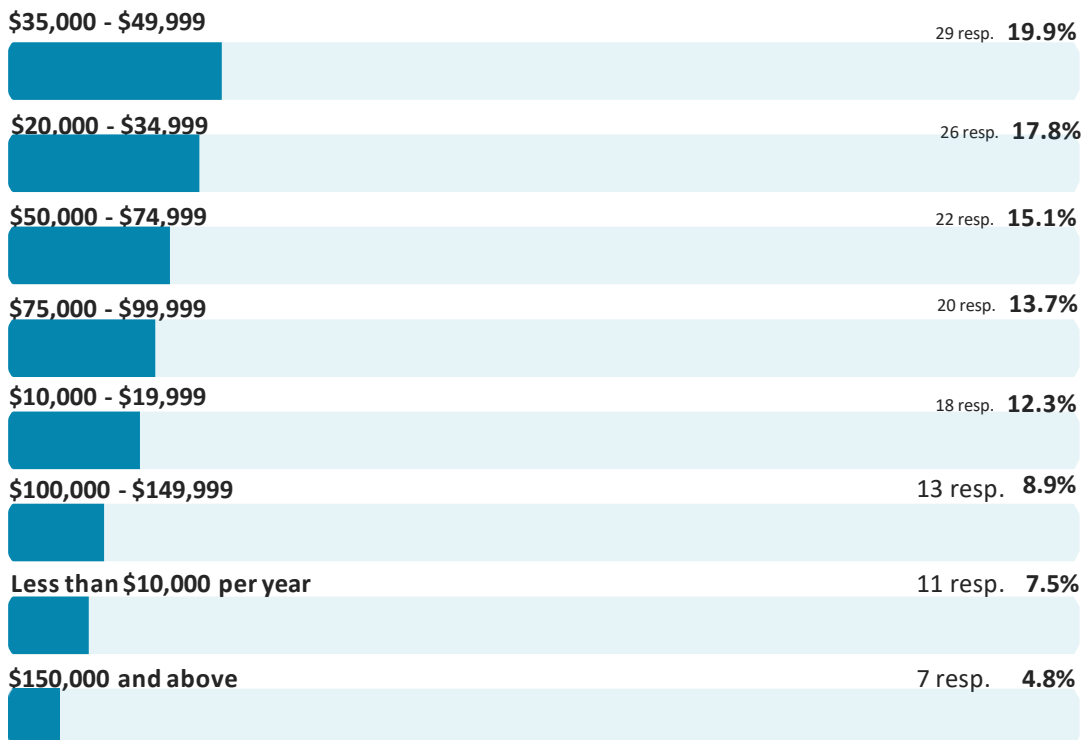 $35,000 - $49,999 29 resp. 19.9%
$20,000 - $34,999 26 resp. 17.8%
$50,000 - $74,999 22 resp. 15.1%
$75,000 - $99,999 20 resp. 13.7%
$10,000 - $19,999 18 resp. 12.3%
$100,000 - $149,999 13 resp. 8.9%
Less than $10,000 per year 11 resp. 7.5%
$150,000 and above 7 resp. 4.8%